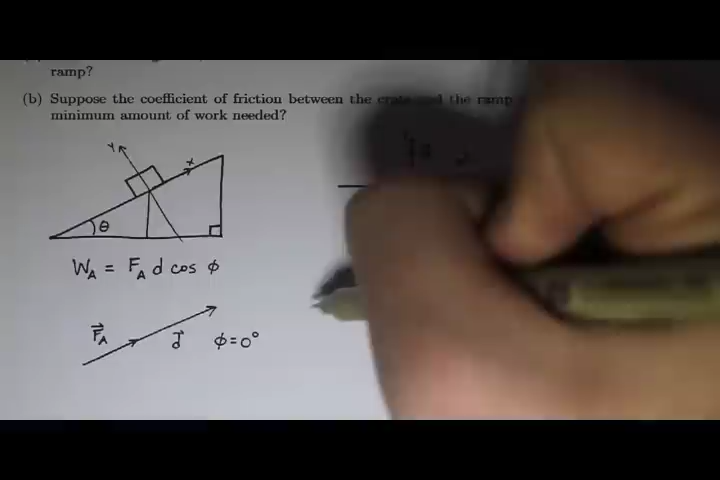 ramp?
(b) Suppose the coefficient of friction between the crate and the ramp
minimum amount of work needed?
Y
x
θ
W_A = F_A d cos ϕ
F⃗_A
d⃗
ϕ = 0°